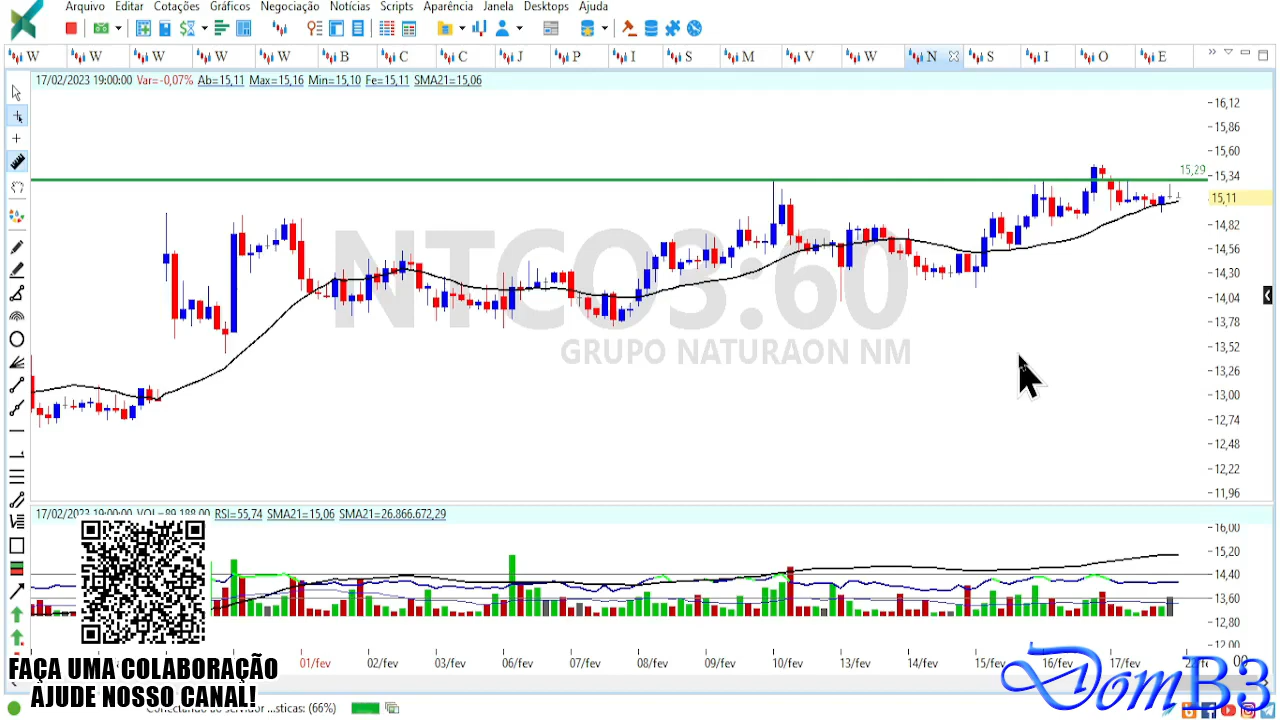 Arquivo Editar Cotações Gráficos Negociação Notícias Scripts Aparência Janela Desktops Ajuda
W W W W W B C C J P I S M V W N S I O E
17/02/2023 19:00:00 Var=-0,07% Ab=15,11 Max=15,16 Min=15,10 Fe=15,11 SMA21=15,06
16,12
15,86
15,60
15,29
15,34
15,11
14,82
14,56
14,30
14,04
13,78
13,52
13,26
13,00
12,74
12,48
12,22
11,96
NTCO3:60
GRUPO NATURAON NM
17/02/2023 19:00:00 VOL=89.188,00 RSI=55,74 SMA21=15,06 SMA21=26.866.672,29
16,00
15,20
14,40
13,60
12,80
12,00
01/fev 02/fev 03/fev 06/fev 07/fev 08/fev 09/fev 10/fev 13/fev 14/fev 15/fev 16/fev 17/fev
FAÇA UMA COLABORAÇÃO
AJUDE NOSSO CANAL!
DomB3
Conectando ao servidor ...sticas: (66%)